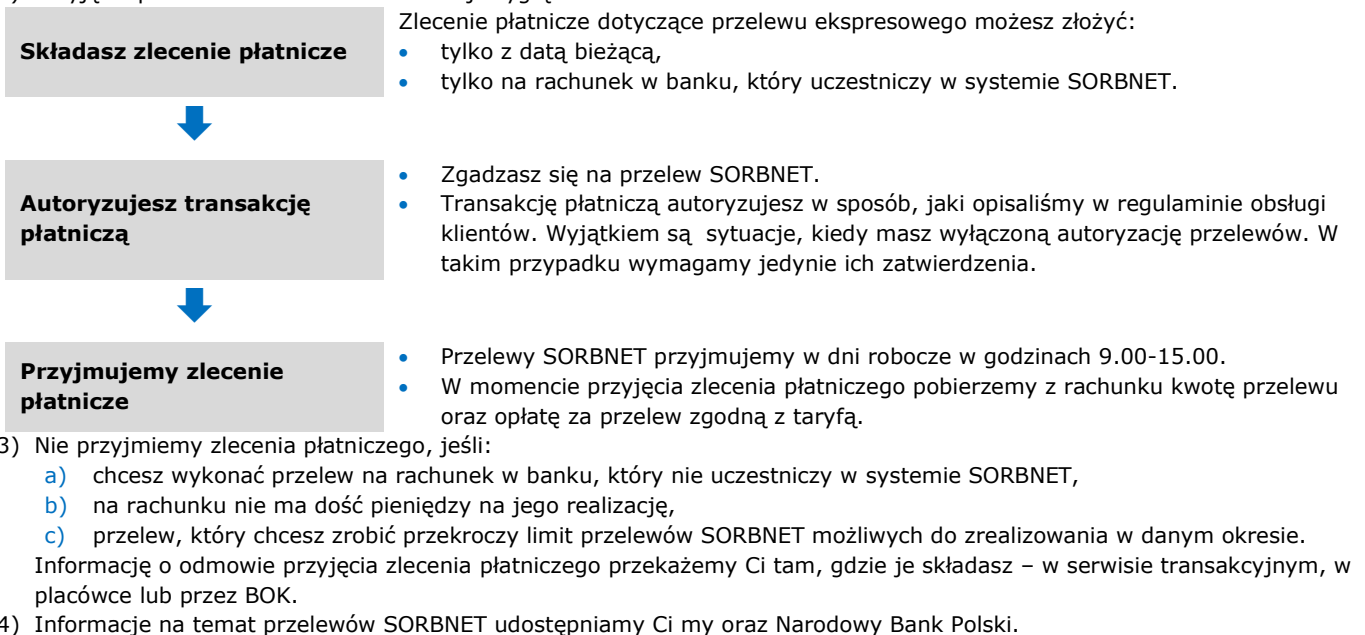 Składasz zlecenie płatnicze
Zlecenie płatnicze dotyczące przelewu ekspresowego możesz złożyć:
• tylko z datą bieżącą,
• tylko na rachunek w banku, który uczestniczy w systemie SORBNET.
Autoryzujesz transakcję
płatniczą
• Zgadzasz się na przelew SORBNET.
• Transakcję płatniczą autoryzujesz w sposób, jaki opisaliśmy w regulaminie obsługi
klientów. Wyjątkiem są sytuacje, kiedy masz wyłączoną autoryzację przelewów. W
takim przypadku wymagamy jedynie ich zatwierdzenia.
Przyjmujemy zlecenie
płatnicze
• Przelewy SORBNET przyjmujemy w dni robocze w godzinach 9.00-15.00.
• W momencie przyjęcia zlecenia płatniczego pobierzemy z rachunku kwotę przelewu
oraz opłatę za przelew zgodną z taryfą.
3) Nie przyjmiemy zlecenia płatniczego, jeśli:
a) chcesz wykonać przelew na rachunek w banku, który nie uczestniczy w systemie SORBNET,
b) na rachunku nie ma dość pieniędzy na jego realizację,
c) przelew, który chcesz zrobić przekroczy limit przelewów SORBNET możliwych do zrealizowania w danym okresie.
Informację o odmowie przyjęcia zlecenia płatniczego przekażemy Ci tam, gdzie je składasz – w serwisie transakcyjnym, w
placówce lub przez BOK.
4) Informacje na temat przelewów SORBNET udostępniamy Ci my oraz Narodowy Bank Polski.